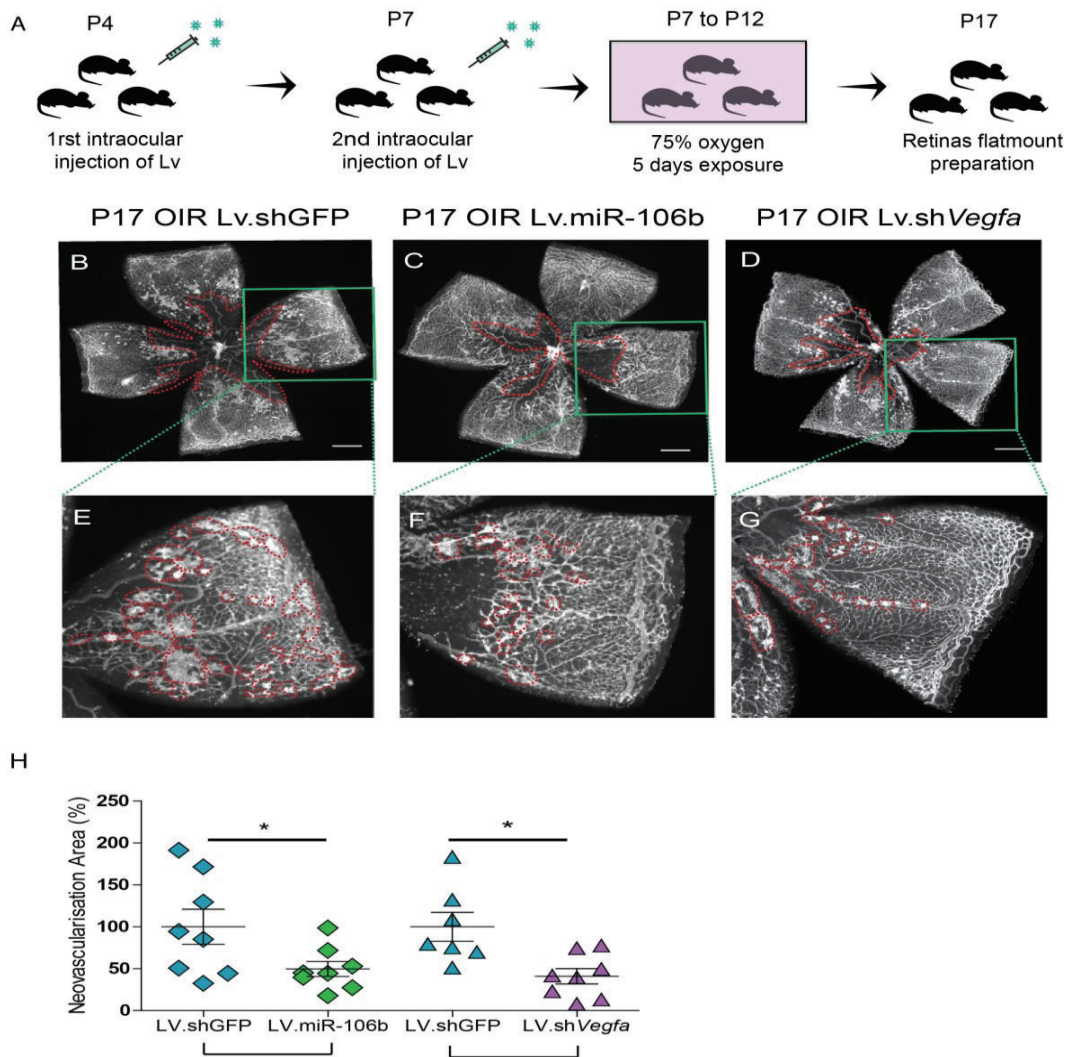 A
P4
P7
P7 to P12
P17
1rst intraocular
injection of Lv
2nd intraocular
injection of Lv
75% oxygen
5 days exposure
Retinas flatmount
preparation
P17 OIR Lv.shGFP
P17 OIR Lv.miR-106b
P17 OIR Lv.shVegfa
B
C
D
E
F
G
H
Neovascularisation Area (%)
250
200
150
100
50
0
*
*
LV.shGFP
LV.miR-106b
LV.shGFP
LV.shVegfa